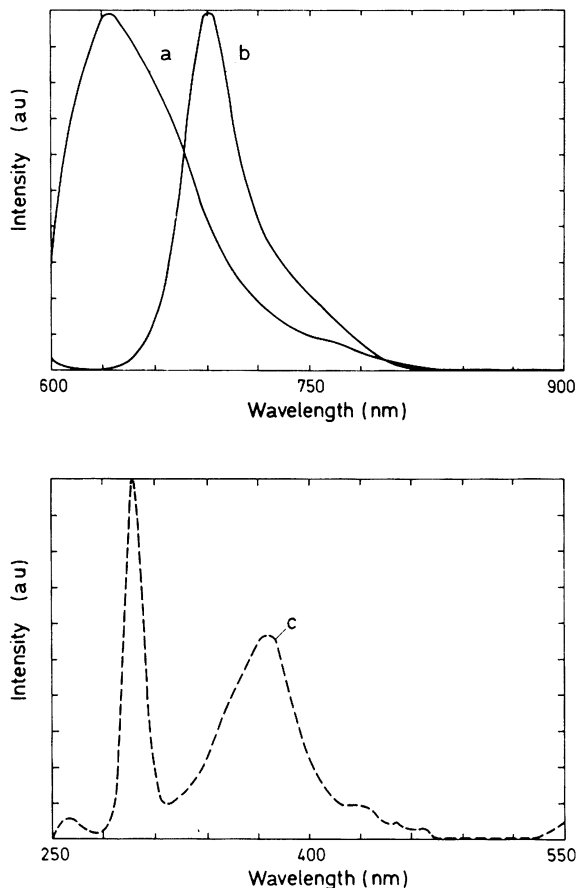 a
b
Intensity (au)
600
750
900
Wavelength (nm)
c
Intensity (au)
250
400
550
Wavelength (nm)